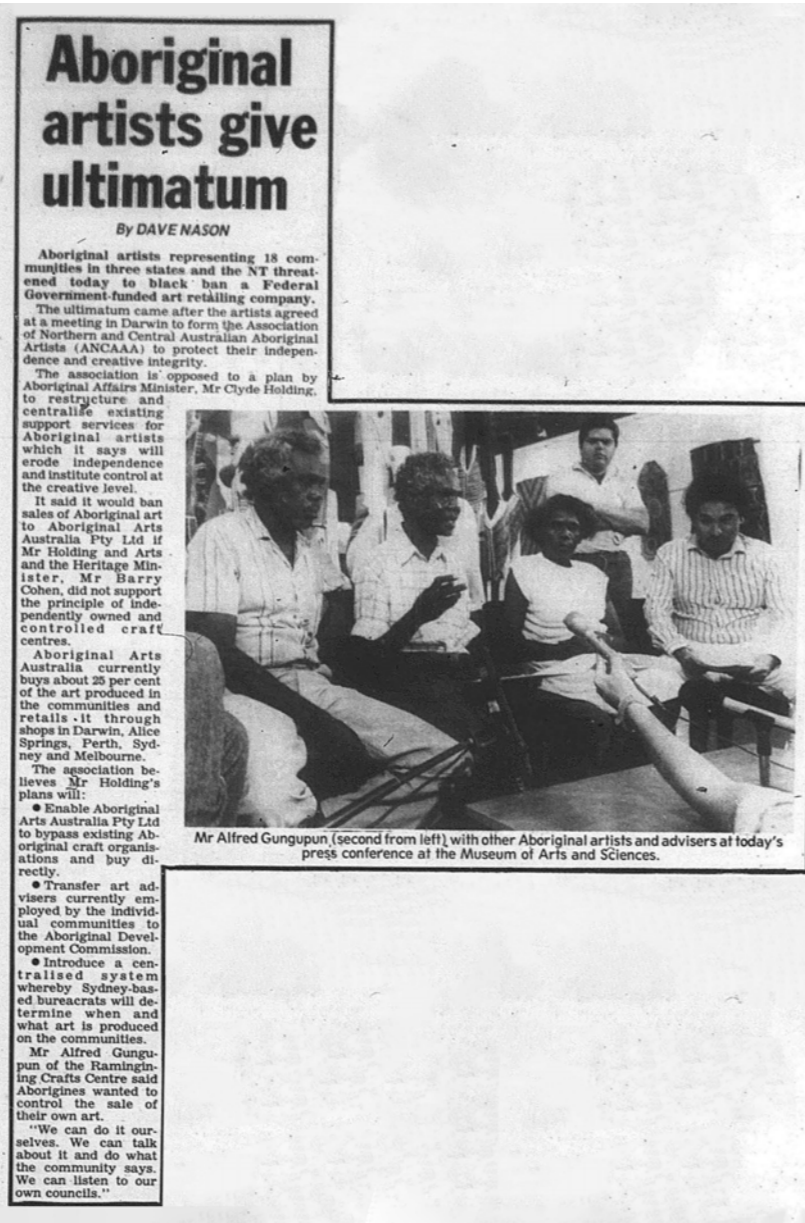 Aboriginal
artists give
ultimatum
By DAVE NASON
Aboriginal artists representing 18 com-
munities in three states and the NT threat-
ened today to black ban a Federal
Government-funded art retailing company.
The ultimatum came after the artists agreed
at a meeting in Darwin to form the Association
of Northern and Central Australian Aboriginal
Artists (ANCAAA) to protect their indepen-
dence and creative integrity.
The association is opposed to a plan by
Aboriginal Affairs Minister, Mr Clyde Holding,
to restructure and
centralise existing
support services for
Aboriginal artists
which it says will
erode independence
and institute control at
the creative level.
It said it would ban
sales of Aboriginal art
to Aboriginal Arts
Australia Pty Ltd if
Mr Holding and Arts
and the Heritage Min-
ister, Mr Barry
Cohen, did not support
the principle of inde-
pendently owned and
controlled craft
centres.
Aboriginal Arts
Australia currently
buys about 25 per cent
of the art produced in
the communities and
retails it through
shops in Darwin, Alice
Springs, Perth, Syd-
ney and Melbourne.
The association be-
lieves Mr Holding's
plans will:
● Enable Aboriginal
Arts Australia Pty Ltd
to bypass existing Ab-
original craft organis-
ations and buy di-
rectly.
● Transfer art ad-
visers currently em-
ployed by the individ-
ual communities to
the Aboriginal Devel-
opment Commission.
● Introduce a cen-
tralised system
whereby Sydney-bas-
ed bureacrats will de-
termine when and
what art is produced
on the communities.
Mr Alfred Gungu-
pun of the Ramingin-
ing Crafts Centre said
Aborigines wanted to
control the sale of
their own art.
"We can do it our-
selves. We can talk
about it and do what
the community says.
We can listen to our
own councils."
Mr Alfred Gungupun (second from left) with other Aboriginal artists and advisers at today's
press conference at the Museum of Arts and Sciences.